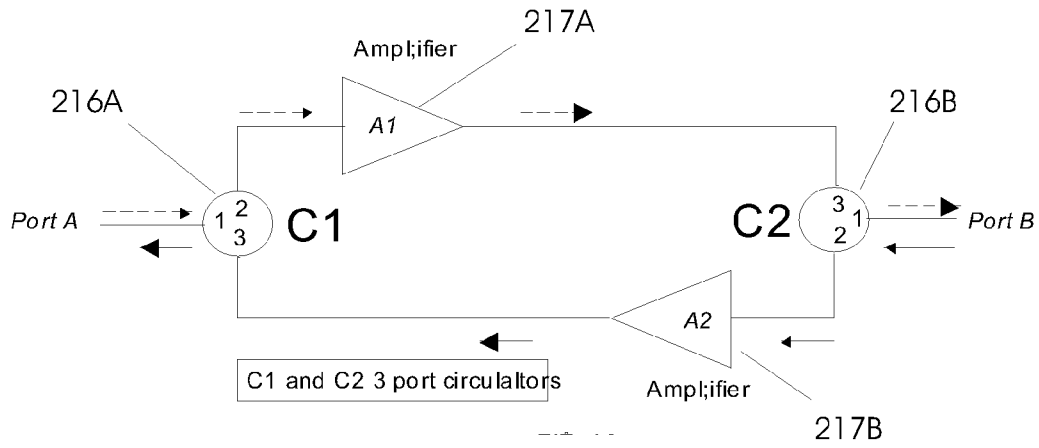 217A
Ampl;ifier
216A
A1
216B
Port A
1
2
3
C1
C2
3
1
2
Port B
A2
C1 and C2 3 port circulaltors
Ampl;ifier
217B